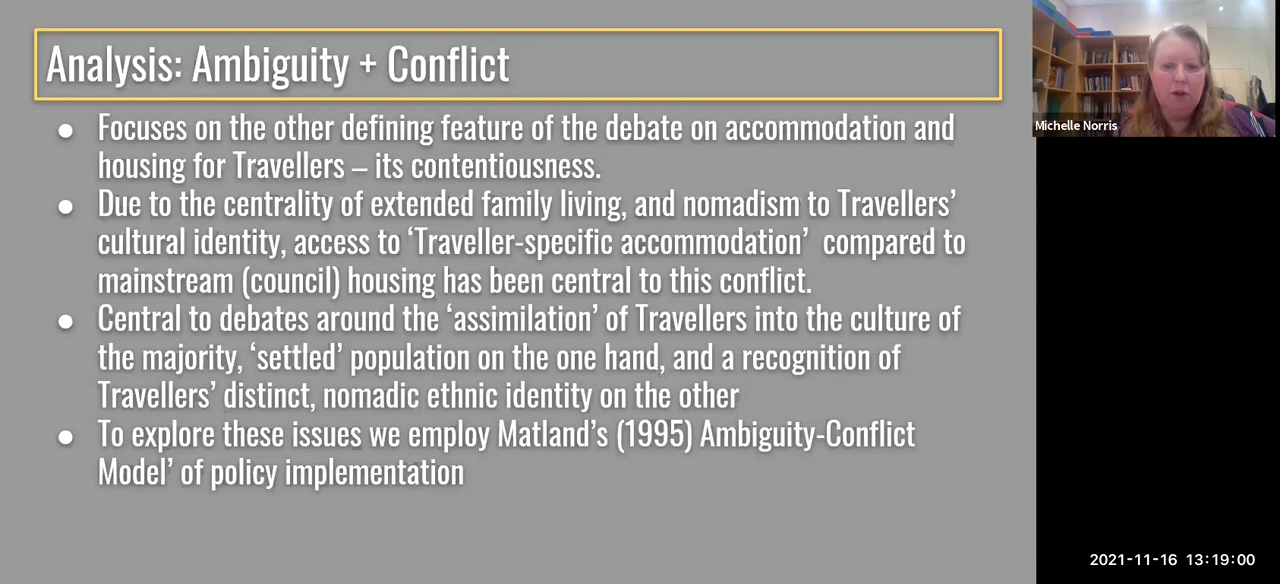 Analysis: Ambiguity + Conflict
● Focuses on the other defining feature of the debate on accommodation and
housing for Travellers – its contentiousness.
● Due to the centrality of extended family living, and nomadism to Travellers’
cultural identity, access to ‘Traveller-specific accommodation’ compared to
mainstream (council) housing has been central to this conflict.
● Central to debates around the ‘assimilation’ of Travellers into the culture of
the majority, ‘settled’ population on the one hand, and a recognition of
Travellers’ distinct, nomadic ethnic identity on the other
● To explore these issues we employ Matland’s (1995) Ambiguity-Conflict
Model’ of policy implementation
Michelle Norris
2021-11-16 13:19:00